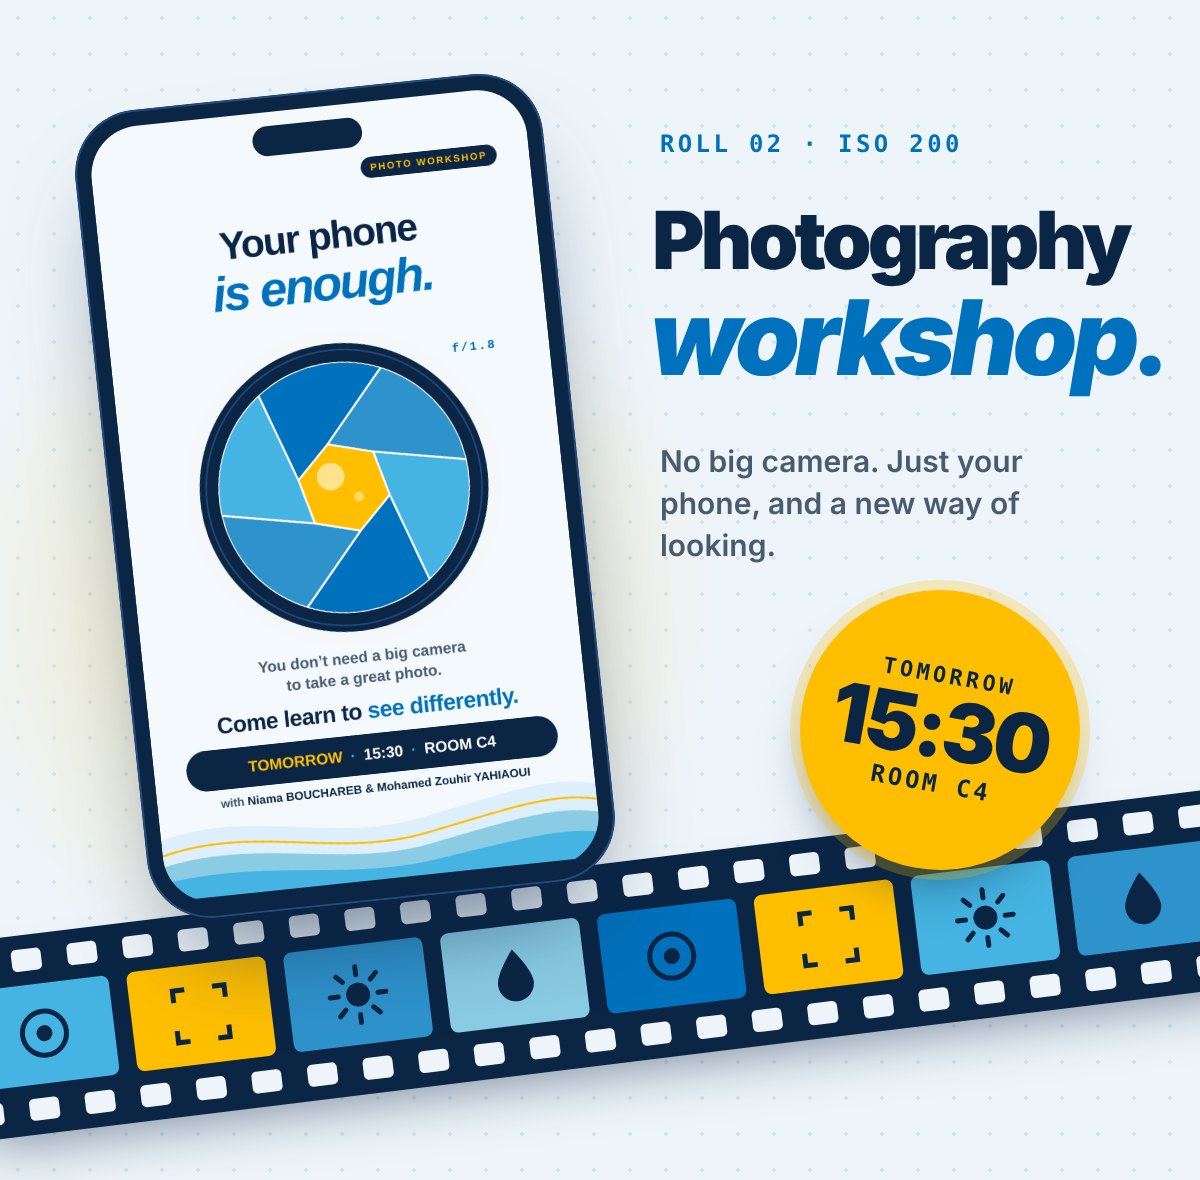 PHOTO WORKSHOP
Your phone
is enough.
f/1.8
You don’t need a big camera
to take a great photo.
Come learn to see differently.
TOMORROW · 15:30 · ROOM C4
with Niama BOUCHAREB & Mohamed Zouhir YAHIAOUI
ROLL 02 · ISO 200
Photography
workshop.
No big camera. Just your
phone, and a new way of
looking.
TOMORROW
15:30
ROOM C4